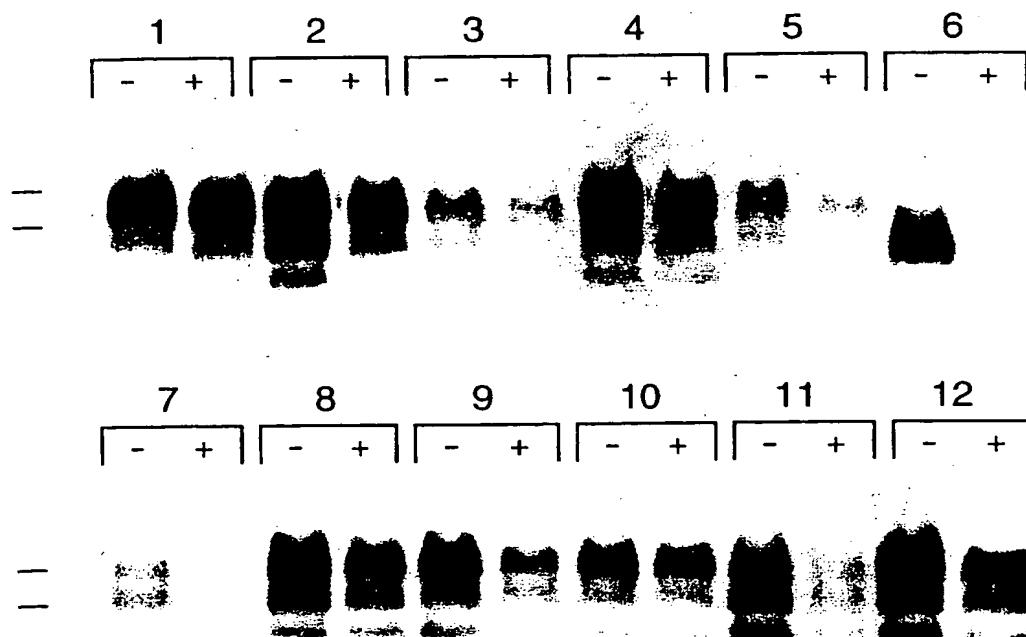 1 2 3 4 5 6
- + - + - + - + - + - +
7 8 9 10 11 12
- + - + - + - + - + - +